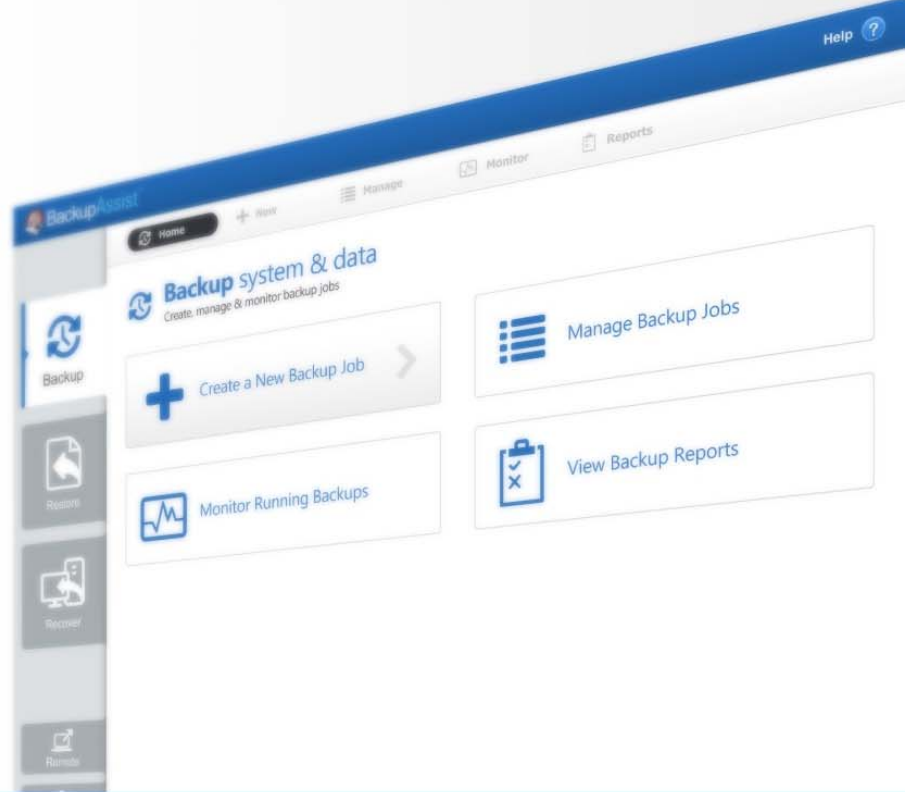 Help ?
BackupAssist
Home
New
Manage
Monitor
Reports
Backup system & data
Create, manage & monitor backup jobs
Backup
Create a New Backup Job
Manage Backup Jobs
Restore
Monitor Running Backups
View Backup Reports
Recover
Remote